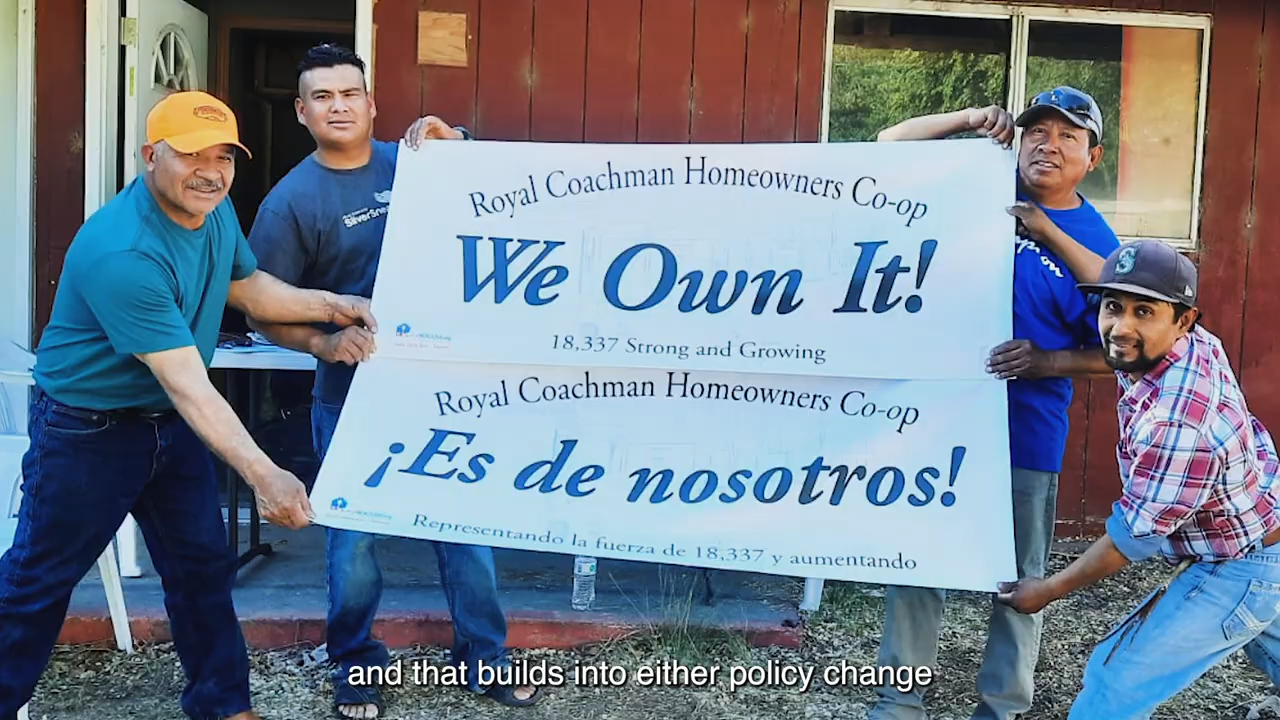 Royal Coachman Homeowners Co-op
We Own It!
18,337 Strong and Growing
Royal Coachman Homeowners Co-op
¡Es de nosotros!
Representando la fuerza de 18,337 y aumentando
and that builds into either policy change